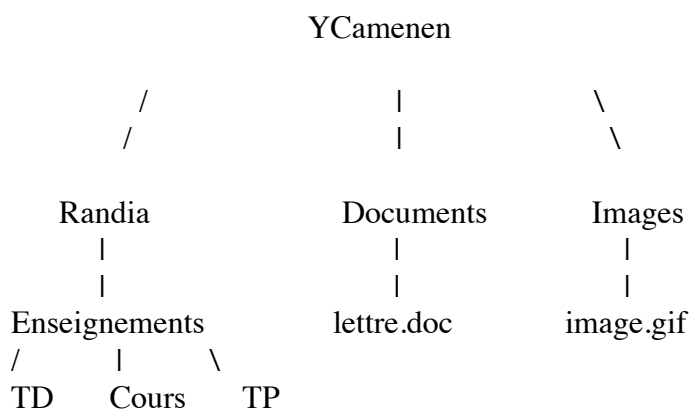 YCamenen
/ | \
/ | \
Randia Documents Images
| | |
| | |
Enseignements lettre.doc image.gif
/ | \
TD Cours TP